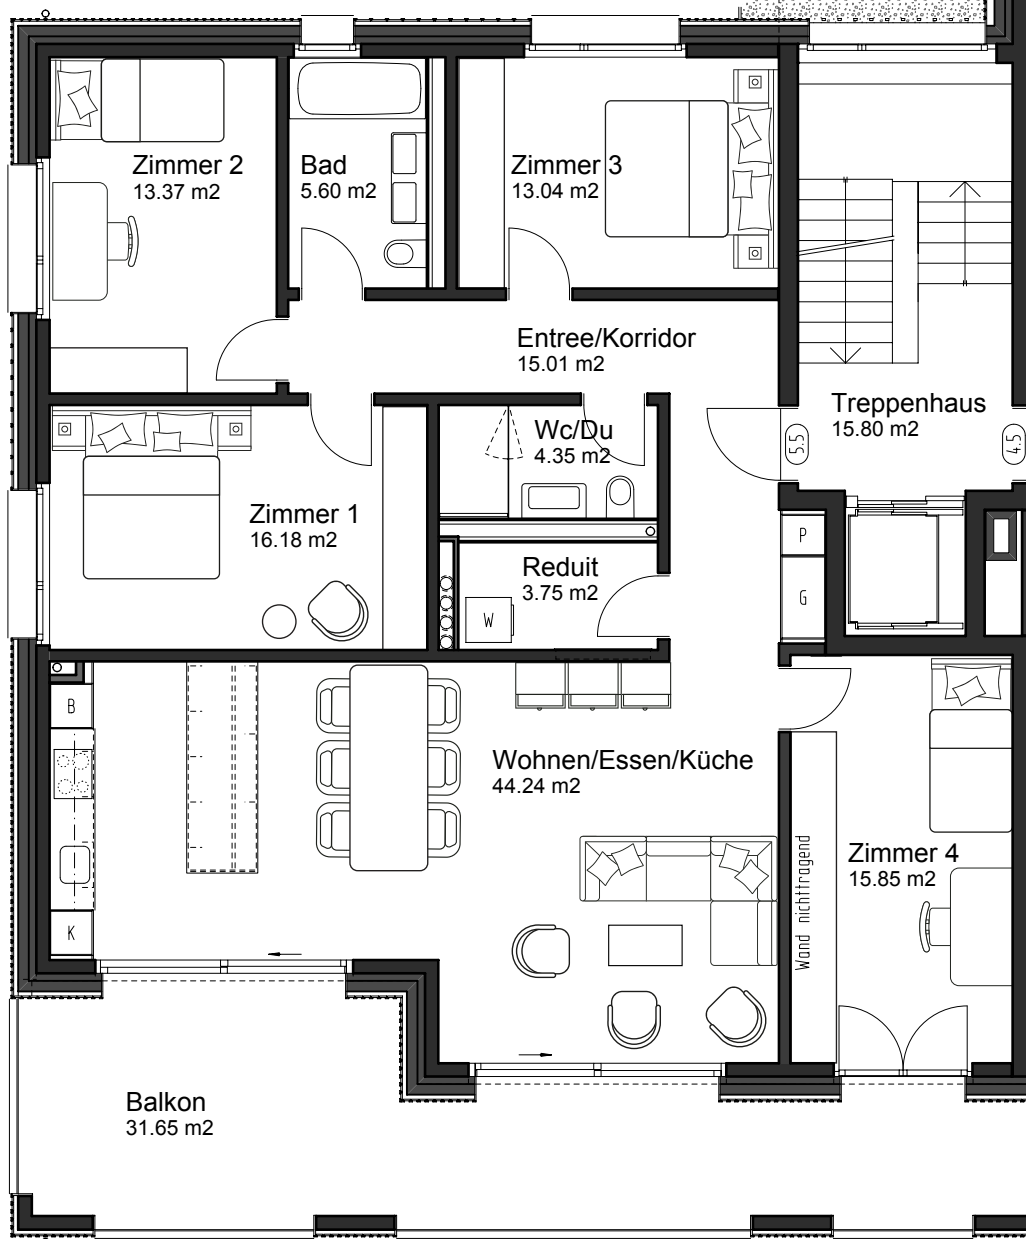 Zimmer 2
13.37 m2
Bad
5.60 m2
Zimmer 3
13.04 m2
Entree/Korridor
15.01 m2
Treppenhaus
15.80 m2
5.5
4.5
Wc/Du
4.35 m2
Zimmer 1
16.18 m2
Reduit
3.75 m2
W
P
G
B
K
Wohnen/Essen/Küche
44.24 m2
Wand nichttragend
Zimmer 4
15.85 m2
Balkon
31.65 m2